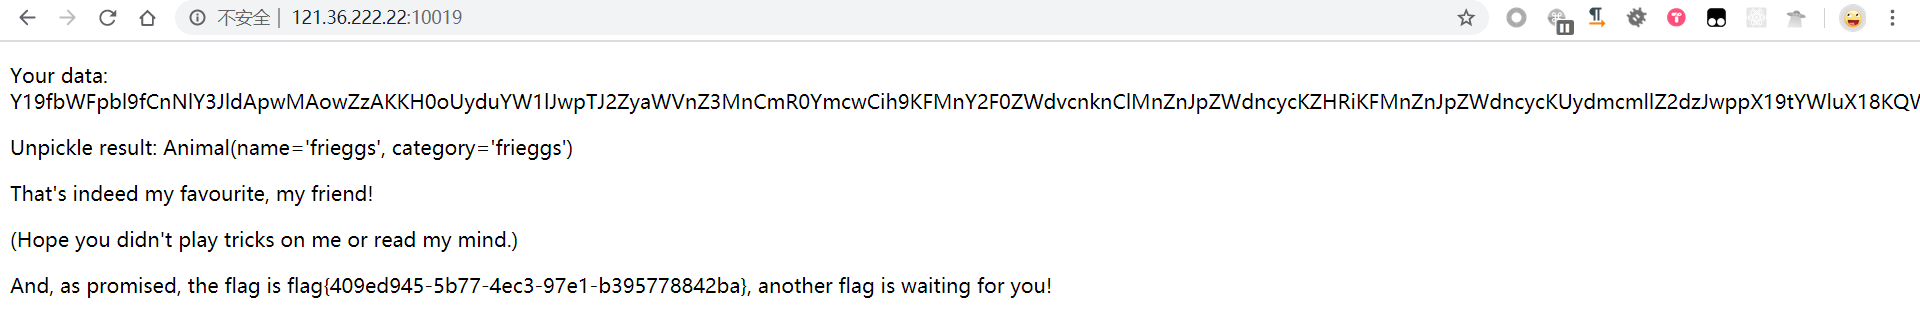 不安全 | 121.36.222.22:10019
Your data:
Y19fbWFpbl9fCnNlY3JldApwMAowZzAKKH0oUyduYW1lJwpTJ2ZyaWVnZ3MnCmR0YmcwCih9KFMnY2F0ZWdvcnknClMnZnJpZWdncycKZHRiKFMnZnJpZWdncycKUydmcmllZ2dzJwppX19tYWluX18KQW
Unpickle result: Animal(name='frieggs', category='frieggs')
That's indeed my favourite, my friend!
(Hope you didn't play tricks on me or read my mind.)
And, as promised, the flag is flag{409ed945-5b77-4ec3-97e1-b395778842ba}, another flag is waiting for you!